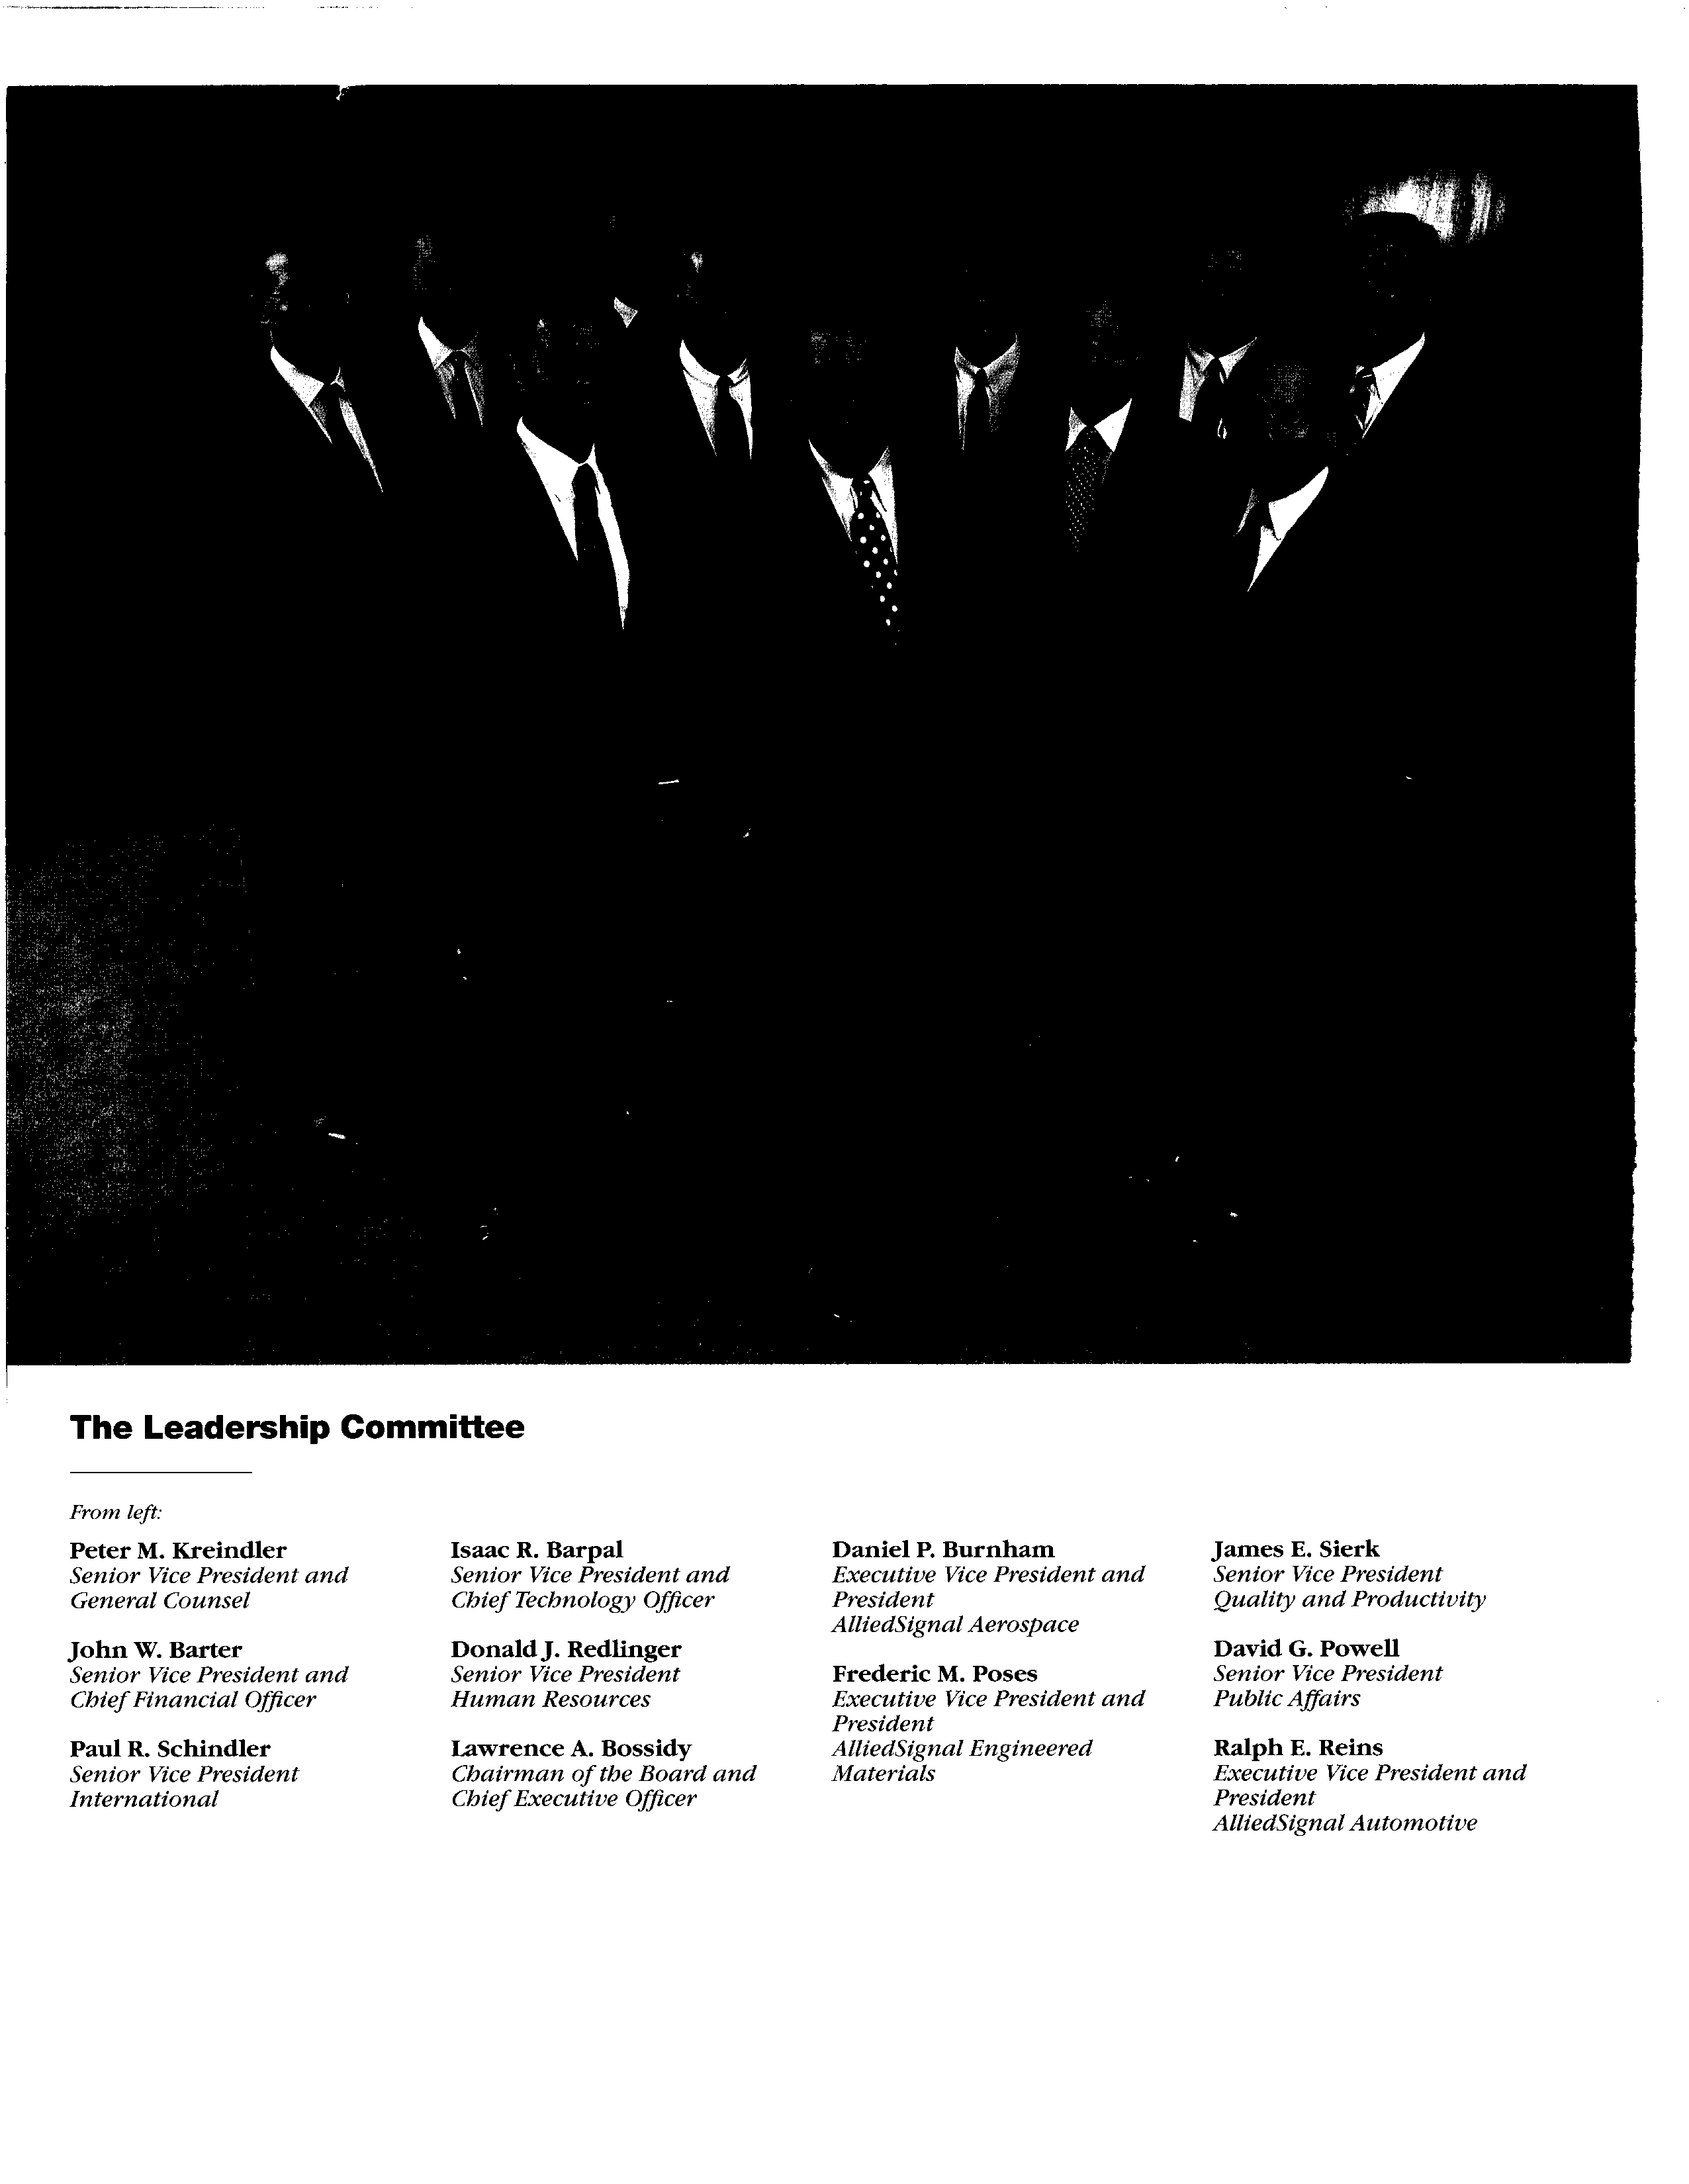 The Leadership Committee
From left:
Peter M. Kreindler
Senior Vice President and
General Counsel
John W. Barter
Senior Vice President and
Chief Financial Officer
Paul R. Schindler
Senior Vice President
International
Isaac R. Barpal
Senior Vice President and
Chief Technology Officer
Donald J. Redlinger
Senior Vice President
Human Resources
Lawrence A. Bossidy
Chairman of the Board and
Chief Executive Officer
Daniel P. Burnham
Executive Vice President and
President
AlliedSignal Aerospace
Frederic M. Poses
Executive Vice President and
President
AlliedSignal Engineered
Materials
James E. Sierk
Senior Vice President
Quality and Productivity
David G. Powell
Senior Vice President
Public Affairs
Ralph E. Reins
Executive Vice President and
President
AlliedSignal Automotive